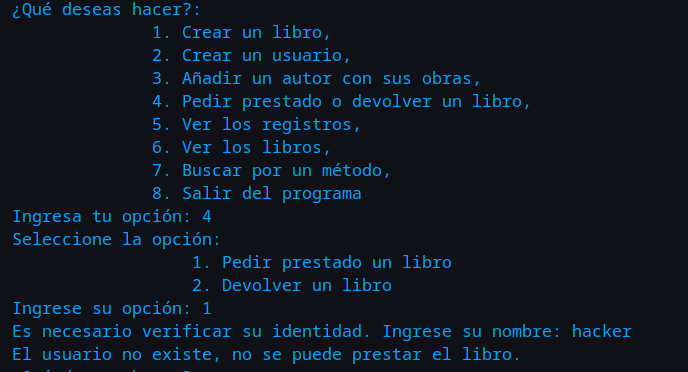 ¿Qué deseas hacer?:
1. Crear un libro,
2. Crear un usuario,
3. Añadir un autor con sus obras,
4. Pedir prestado o devolver un libro,
5. Ver los registros,
6. Ver los libros,
7. Buscar por un método,
8. Salir del programa
Ingresa tu opción: 4
Seleccione la opción:
1. Pedir prestado un libro
2. Devolver un libro
Ingrese su opción: 1
Es necesario verificar su identidad. Ingrese su nombre: hacker
El usuario no existe, no se puede prestar el libro.